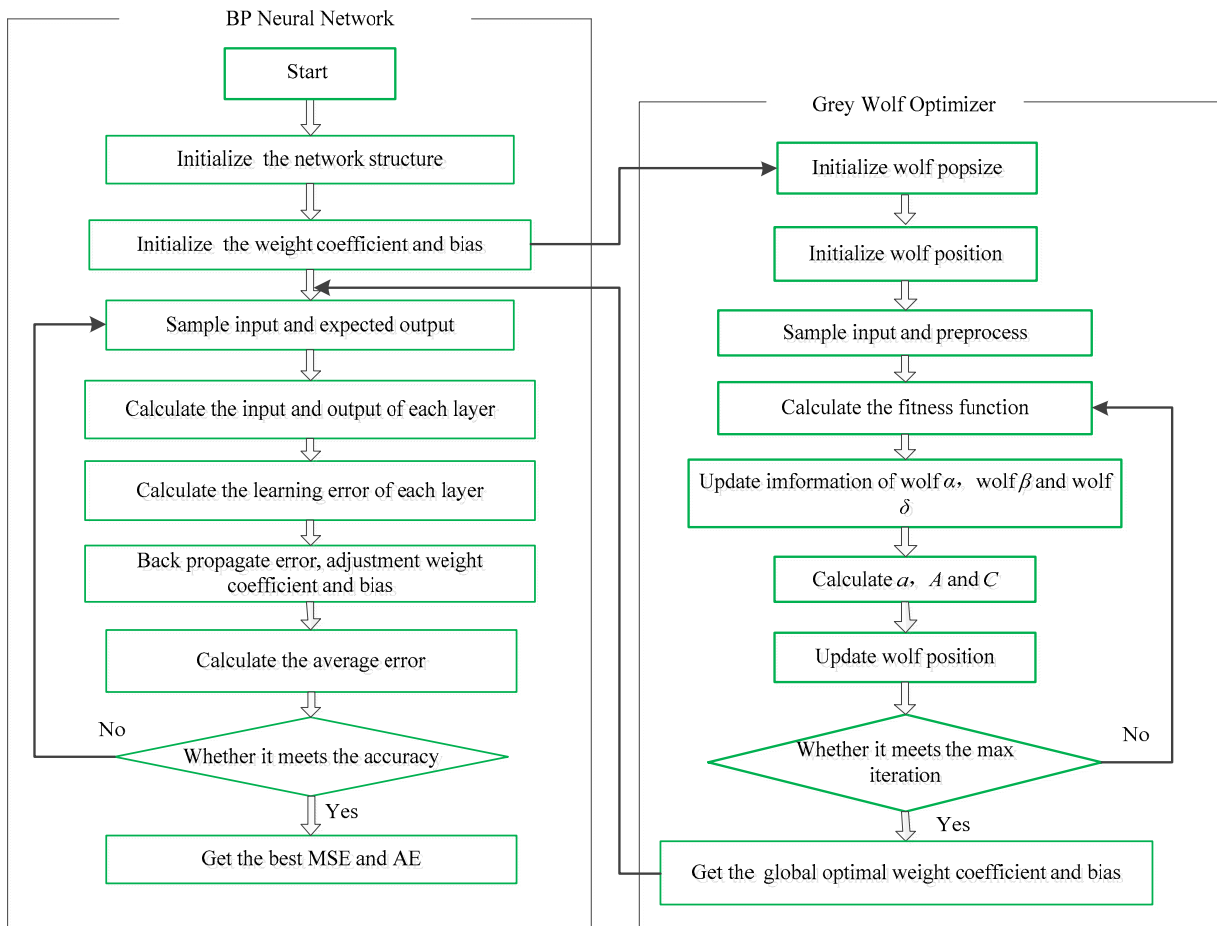 BP Neural Network
Start
Initialize the network structure
Initialize the weight coefficient and bias
Sample input and expected output
Calculate the input and output of each layer
Calculate the learning error of each layer
Back propagate error, adjustment weight
coefficient and bias
Calculate the average error
No
Whether it meets the accuracy
Yes
Get the best MSE and AE
Grey Wolf Optimizer
Initialize wolf popsize
Initialize wolf position
Sample input and preprocess
Calculate the fitness function
Update imformation of wolf α，wolf β and wolf
δ
Calculate a，A and C
Update wolf position
Whether it meets the max
iteration
No
Yes
Get the global optimal weight coefficient and bias